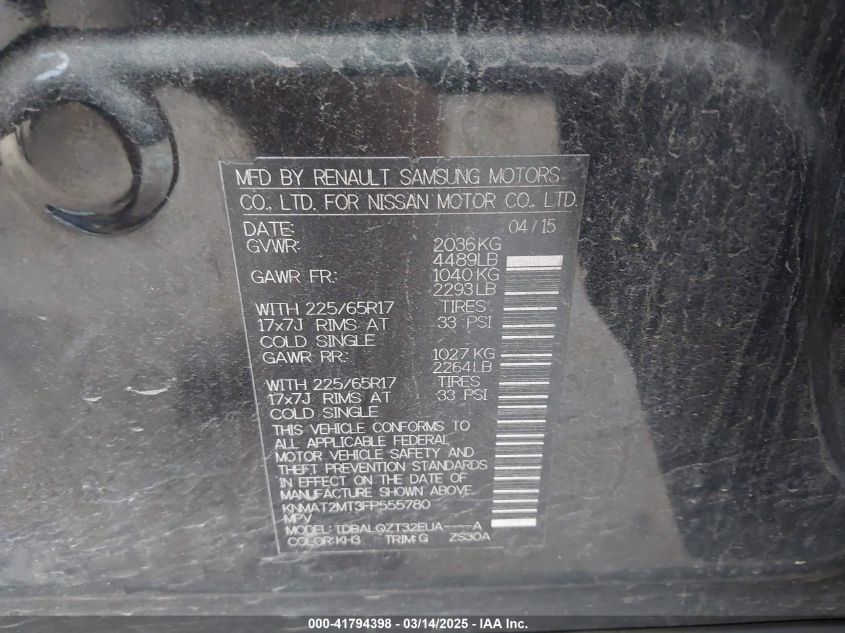 MFD BY RENAULT SAMSUNG MOTORS
CO., LTD. FOR NISSAN MOTOR CO., LTD.
DATE: 04/15
GVWR: 2036KG
4489LB
GAWR FR.: 1040 KG
2293LB
WITH 225/65R17 TIRES
17x7J RIMS AT 33 PSI
COLD SINGLE
GAWR RR.: 1027KG
2264LB
WITH 225/65R17 TIRES
17x7J RIMS AT 33 PSI
COLD SINGLE
THIS VEHICLE CONFORMS TO
ALL APPLICABLE FEDERAL
MOTOR VEHICLE SAFETY AND
THEFT PREVENTION STANDARDS
IN EFFECT ON THE DATE OF
MANUFACTURE SHOWN ABOVE.
KNMAT2MT3FP555780
MPV
MODEL: TDBALQZT32EUA----A
COLOR: KH3 TRIM: G ZS30A
000-41794398 - 03/14/2025 - IAA Inc.